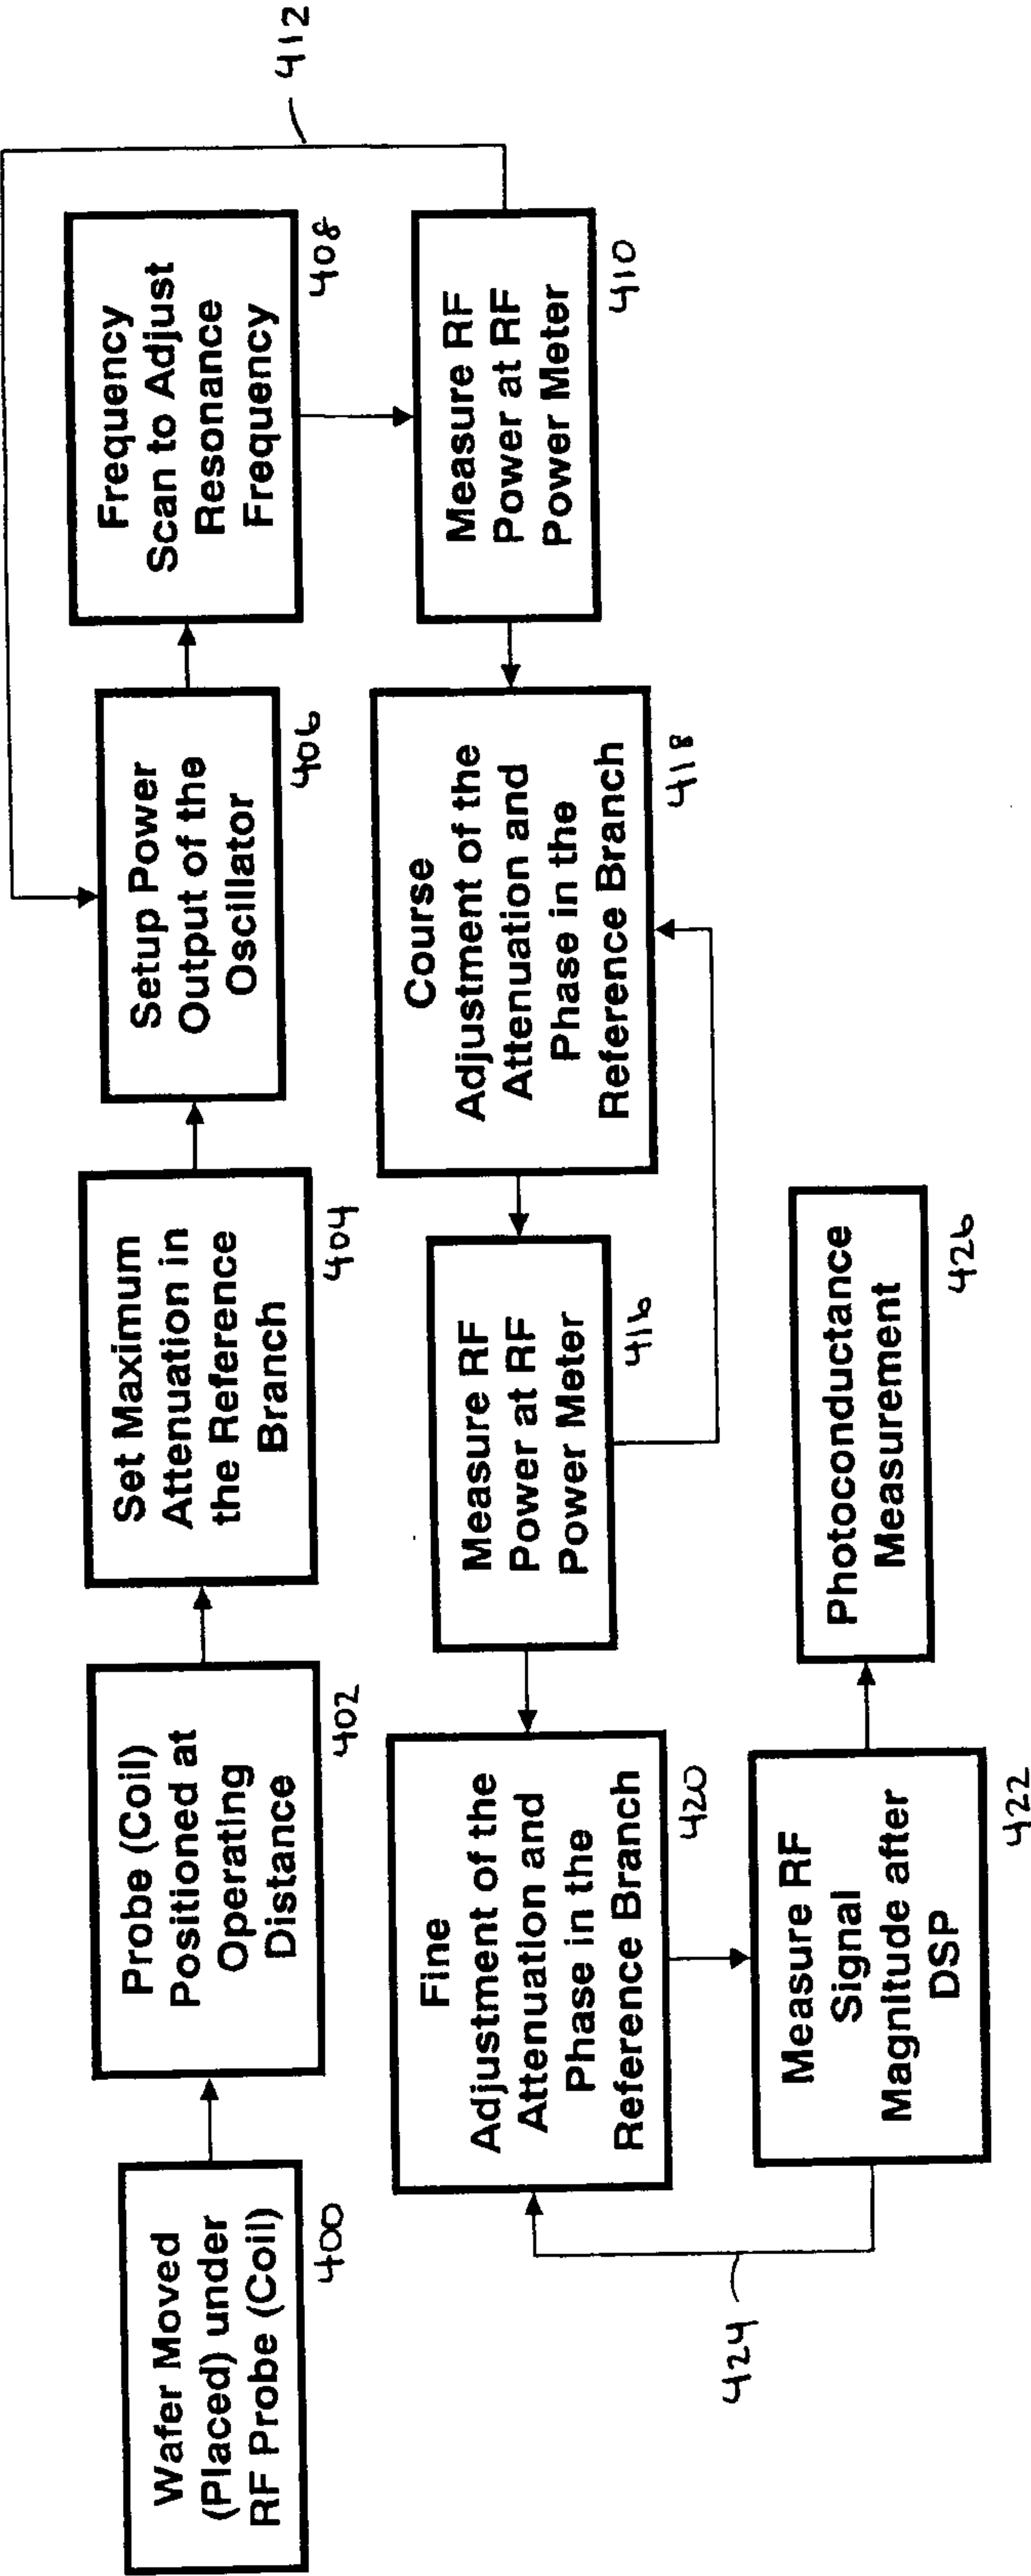 Wafer Moved
(Placed) under
RF Probe (Coil)
400
Probe (Coil)
Positioned at
Operating
Distance
402
Set Maximum
Attenuation in
the Reference
Branch
404
Setup Power
Output of the
Oscillator
406
Frequency
Scan to Adjust
Resonance
Frequency
408
412
Measure RF
Power at RF
Power Meter
410
Course
Adjustment of the
Attenuation and
Phase in the
Reference Branch
418
Measure RF
Power at RF
Power Meter
416
Fine
Adjustment of the
Attenuation and
Phase in the
Reference Branch
420
Measure RF
Signal
Magnitude after
DSP
422
424
Photoconductance
Measurement
426